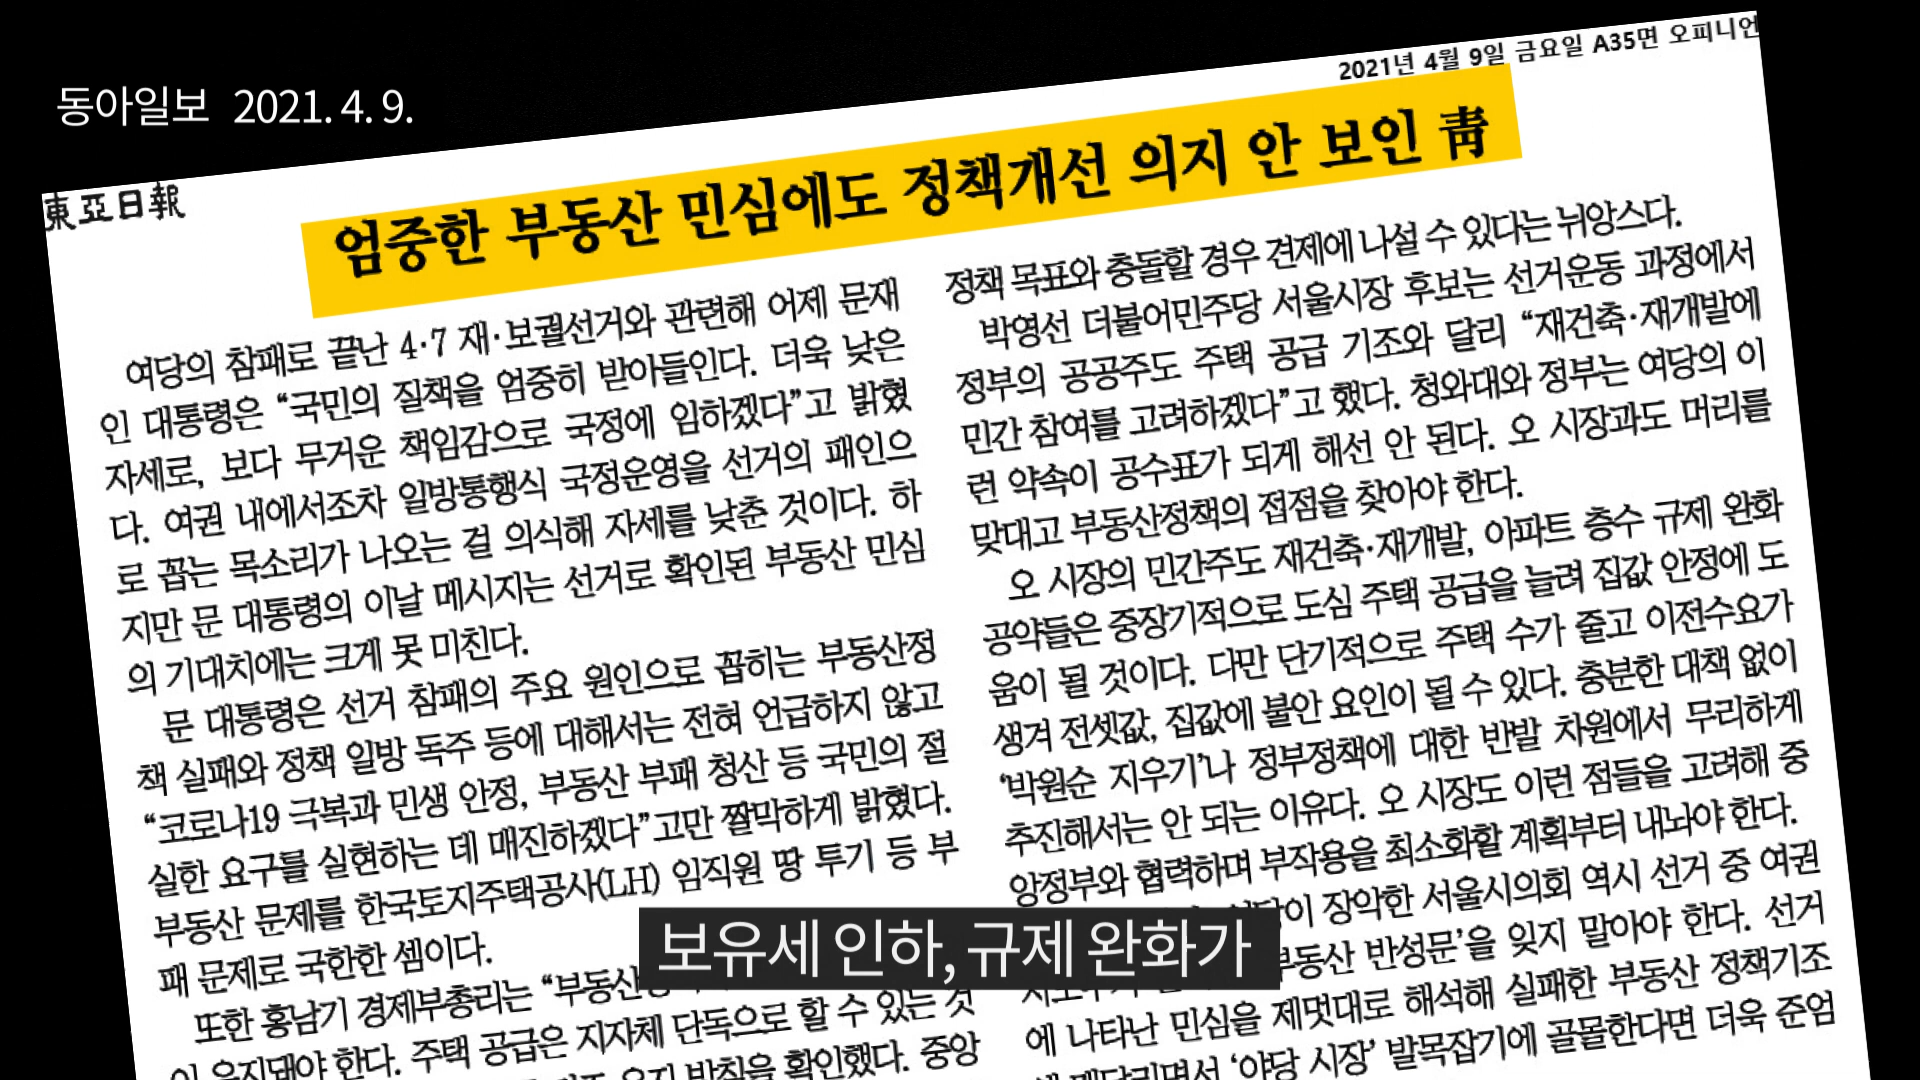 동아일보 2021. 4. 9.
2021년 4월 9일 금요일 A35면 오피니언
東亞日報
엄중한 부동산 민심에도 정책개선 의지 안 보인 靑
여당의 참패로 끝난 4·7 재·보궐선거와 관련해 어제 문재
인 대통령은 “국민의 질책을 엄중히 받아들인다. 더욱 낮은
자세로, 보다 무거운 책임감으로 국정에 임하겠다”고 밝혔
다. 여권 내에서조차 일방통행식 국정운영을 선거의 패인으
로 꼽는 목소리가 나오는 걸 의식해 자세를 낮춘 것이다. 하
지만 문 대통령의 이날 메시지는 선거로 확인된 부동산 민심
의 기대치에는 크게 못 미친다.
문 대통령은 선거 참패의 주요 원인으로 꼽히는 부동산정
책 실패와 정책 일방 독주 등에 대해서는 전혀 언급하지 않고
“코로나19 극복과 민생 안정, 부동산 부패 청산 등 국민의 절
실한 요구를 실현하는 데 매진하겠다”고만 짤막하게 밝혔다.
부동산 문제를 한국토지주택공사(LH) 임직원 땅 투기 등 부
패 문제로 국한한 셈이다.
또한 홍남기 경제부총리는 “부동산
돼야 한다. 주택 공급은 지자체 단독으로 할 수 있는 것
방침을 확인했다. 중앙
정책 목표와 충돌할 경우 견제에 나설 수 있다는 뉘앙스다.
박영선 더불어민주당 서울시장 후보는 선거운동 과정에서
정부의 공공주도 주택 공급 기조와 달리 “재건축·재개발에
민간 참여를 고려하겠다”고 했다. 청와대와 정부는 여당의 이
런 약속이 공수표가 되게 해선 안 된다. 오 시장과도 머리를
맞대고 부동산정책의 접점을 찾아야 한다.
오 시장의 민간주도 재건축·재개발, 아파트 층수 규제 완화
공약들은 중장기적으로 도심 주택 공급을 늘려 집값 안정에 도
움이 될 것이다. 다만 단기적으로 주택 수가 줄고 이전수요가
생겨 전셋값, 집값에 불안 요인이 될 수 있다. 충분한 대책 없이
‘박원순 지우기’나 정부정책에 대한 반발 차원에서 무리하게
추진해서는 안 되는 이유다. 오 시장도 이런 점들을 고려해 중
앙정부와 협력하며 부작용을 최소화할 계획부터 내놔야 한다.
장악한 서울시의회 역시 선거 중 여권
반성문’을 잊지 말아야 한다. 선거
에 나타난 민심을 제멋대로 해석해 실패한 부동산 정책기조
‘야당 시장’ 발목잡기에 골몰한다면 더욱 준엄
보유세 인하, 규제 완화가